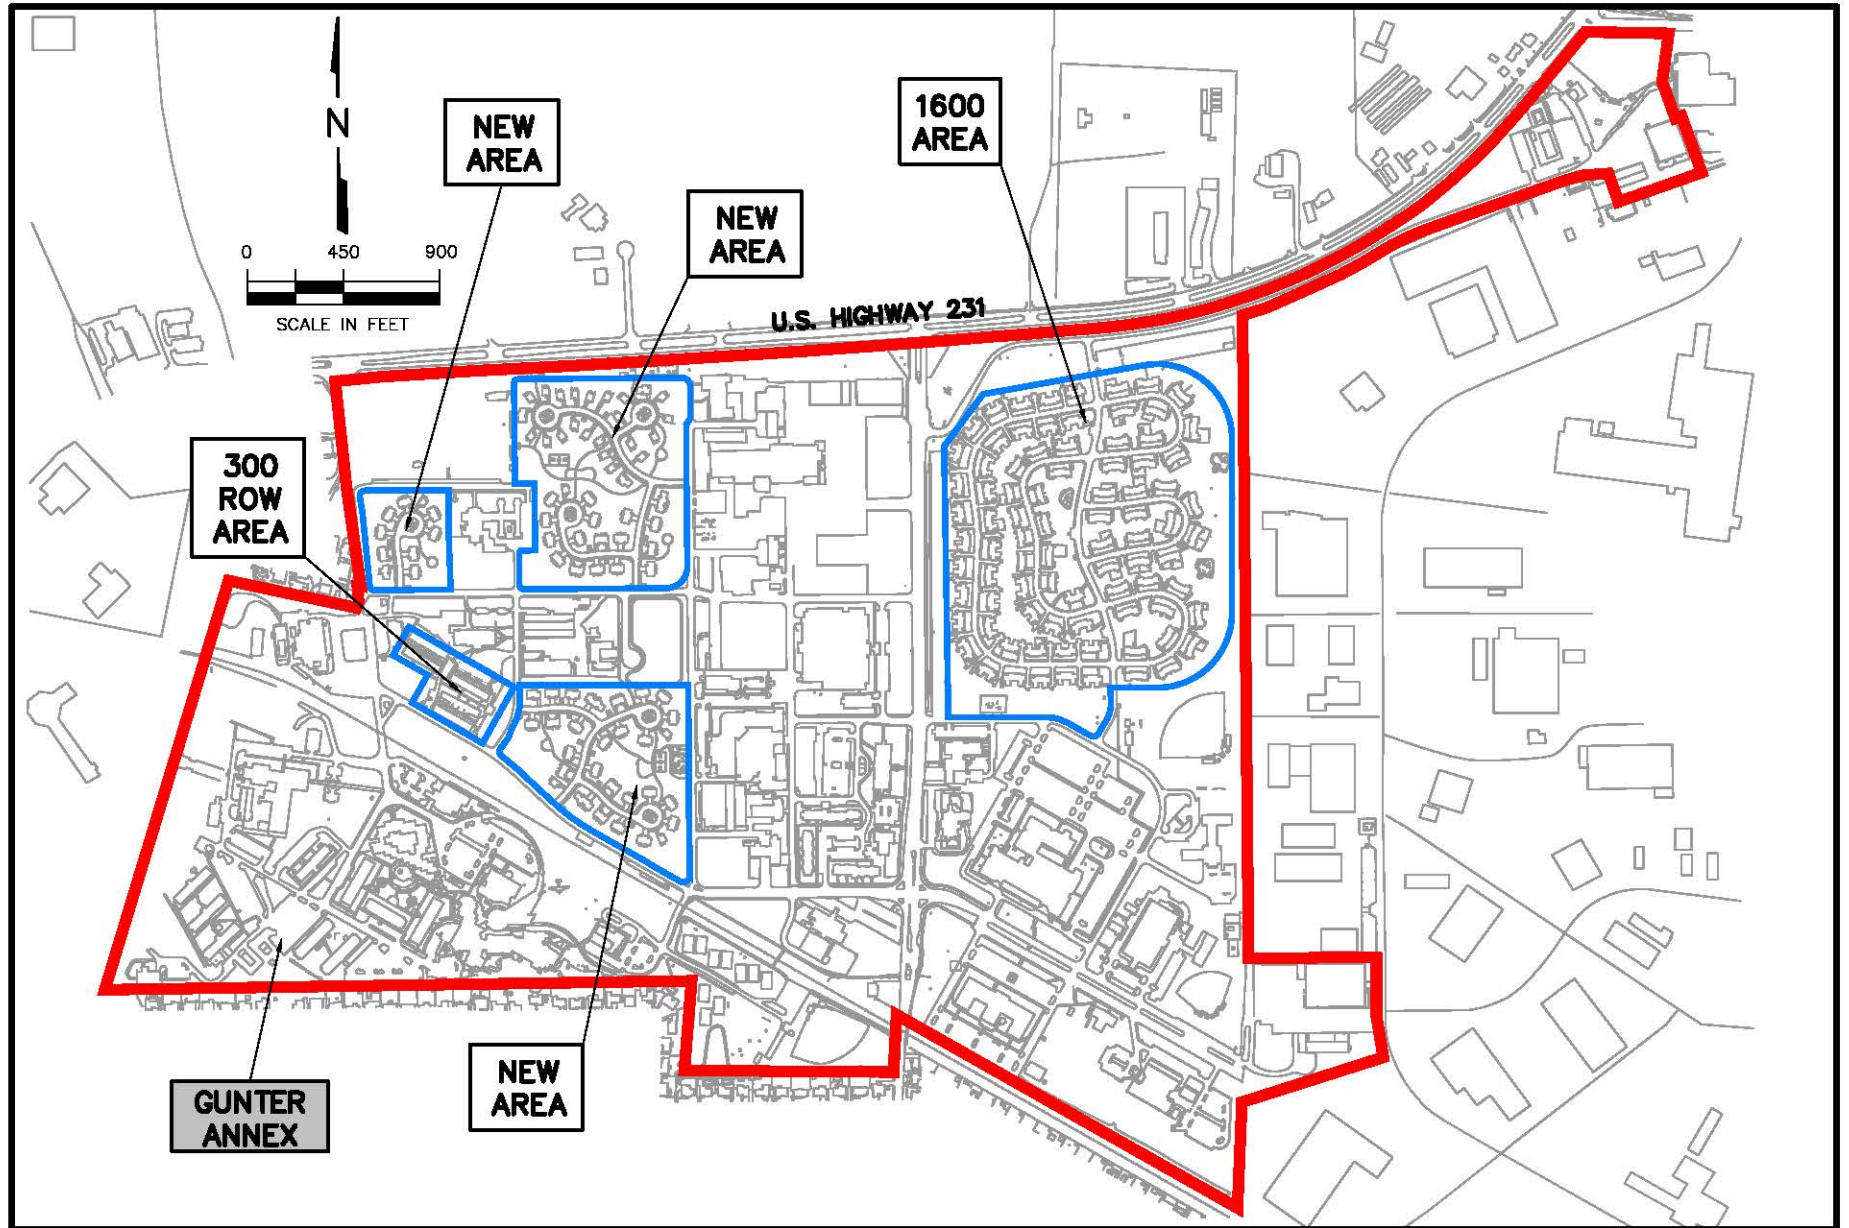 1600
AREA
NEW
AREA
N
NEW
AREA
0 450 900
SCALE IN FEET
U.S. HIGHWAY 231
300
ROW
AREA
NEW
AREA
GUNTER
ANNEX